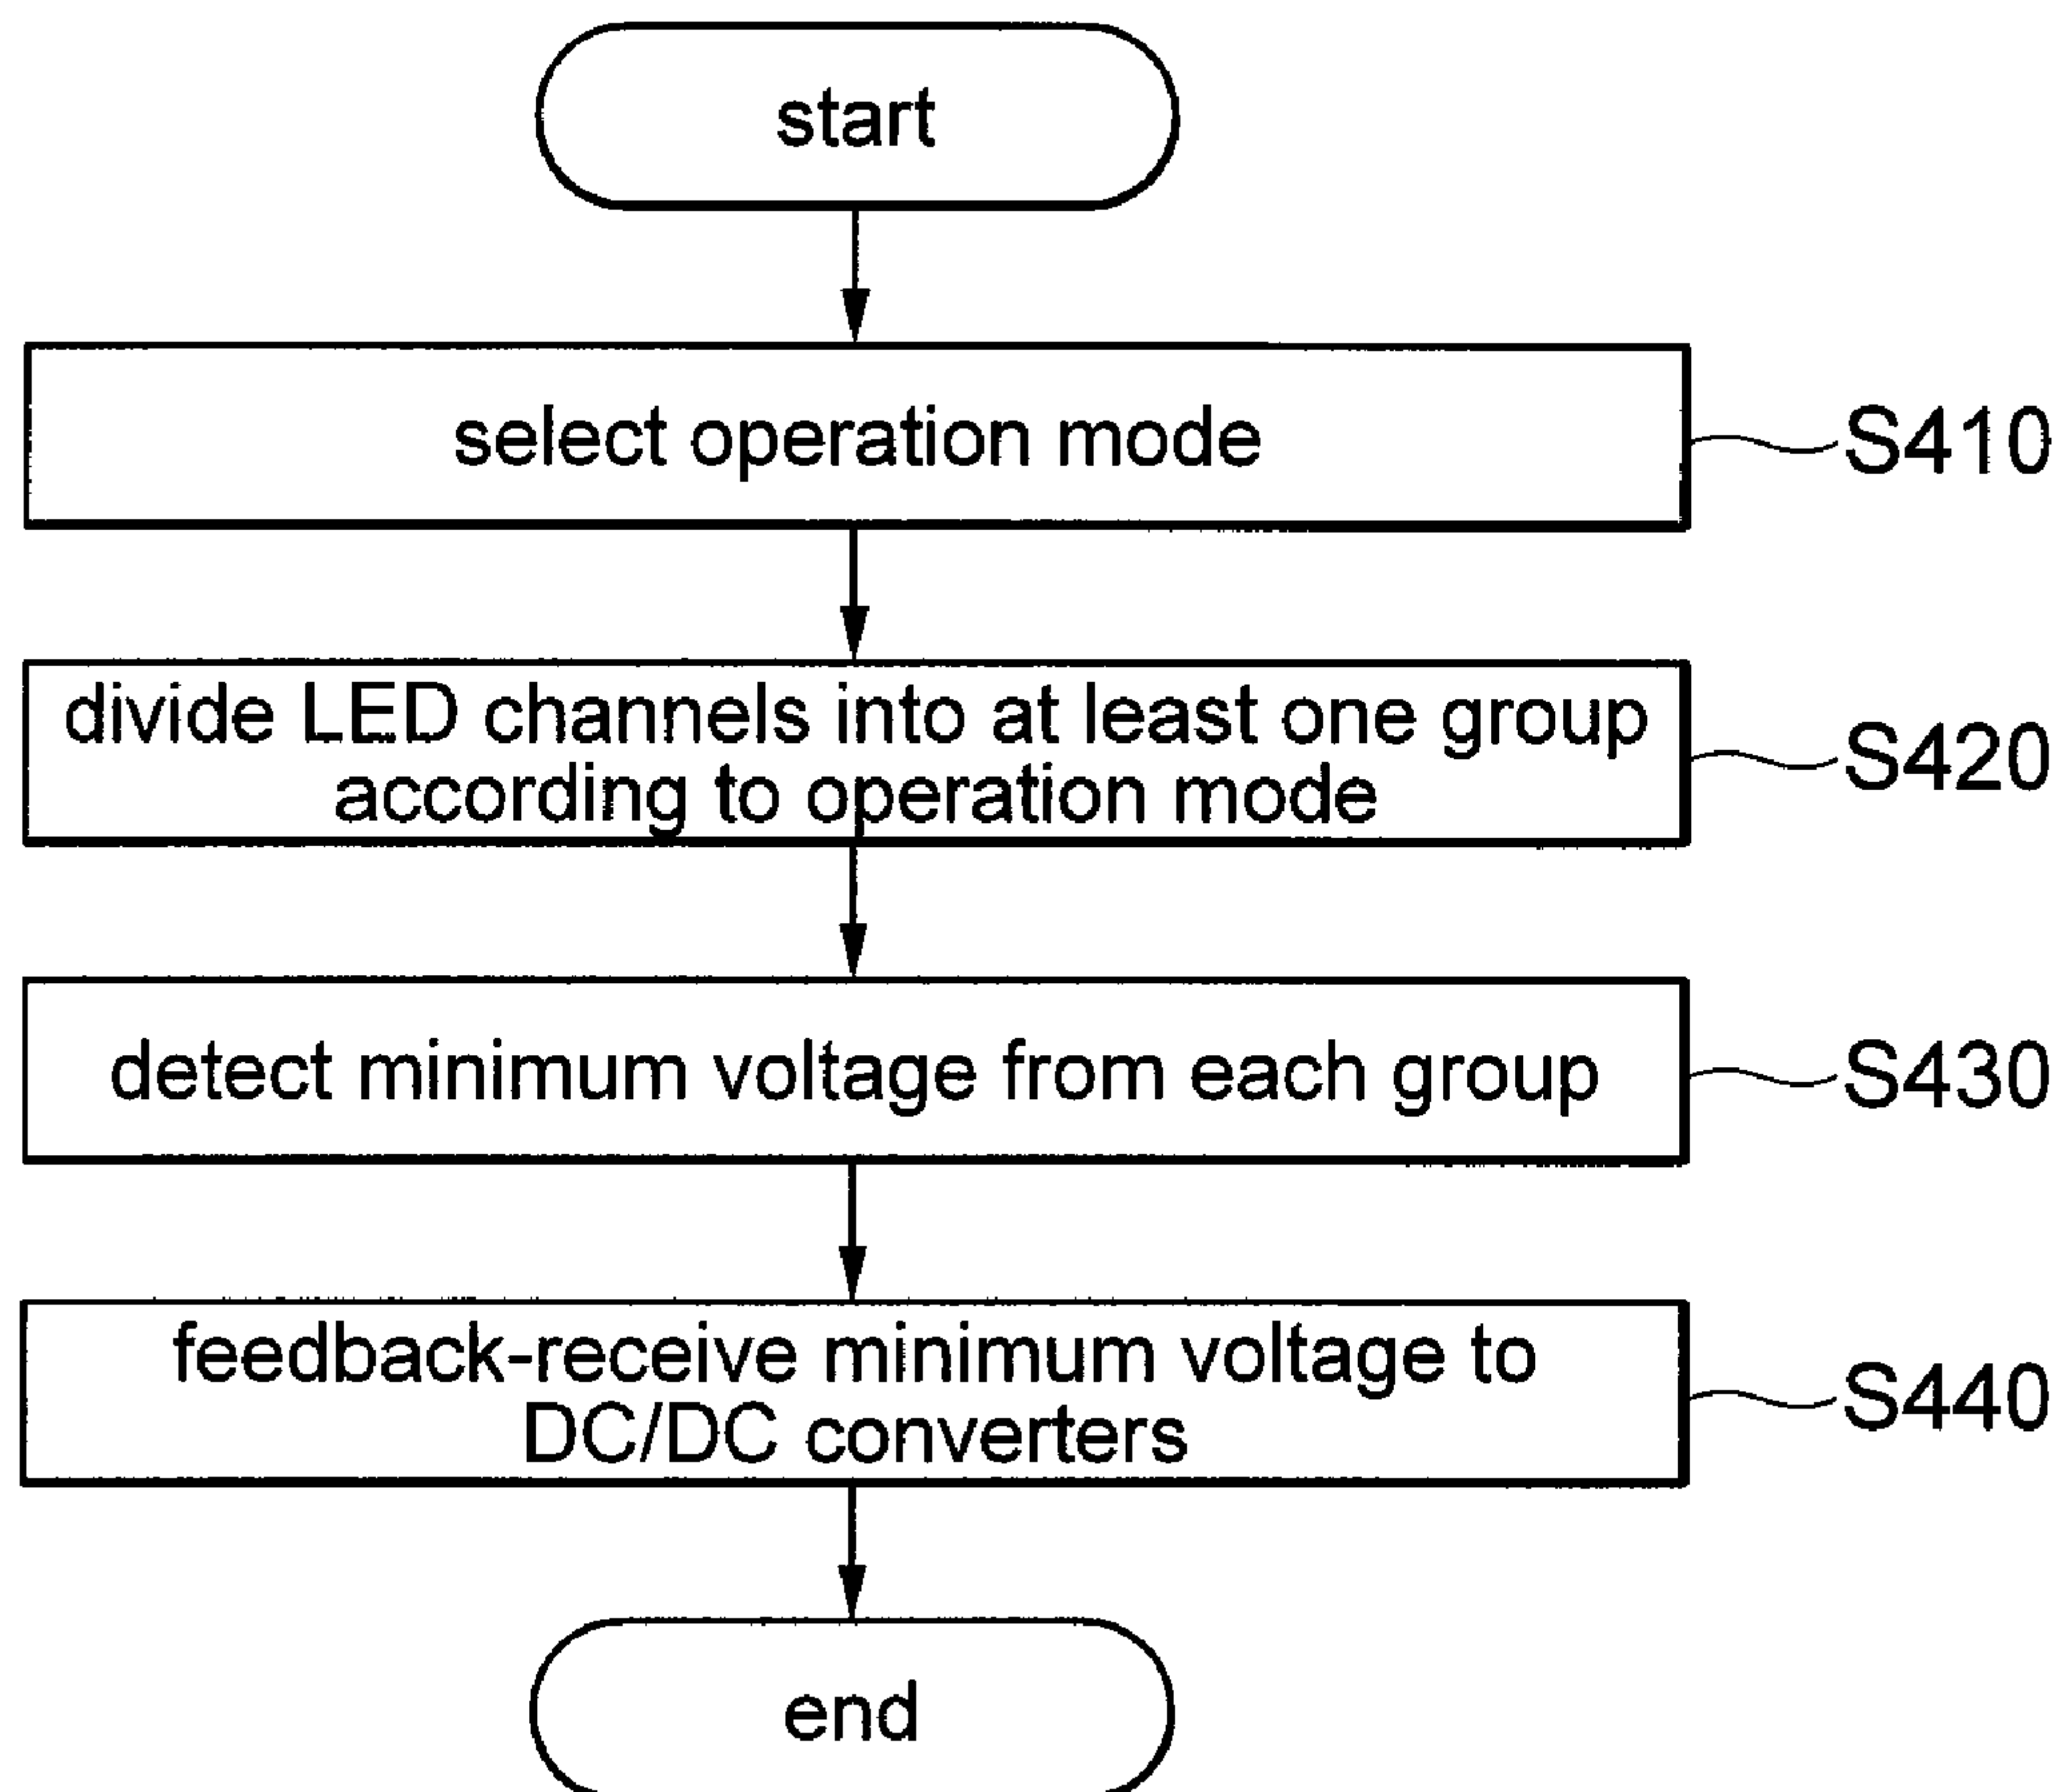 start
select operation mode
S410
divide LED channels into at least one group
according to operation mode
S420
detect minimum voltage from each group
S430
feedback-receive minimum voltage to
DC/DC converters
S440
end